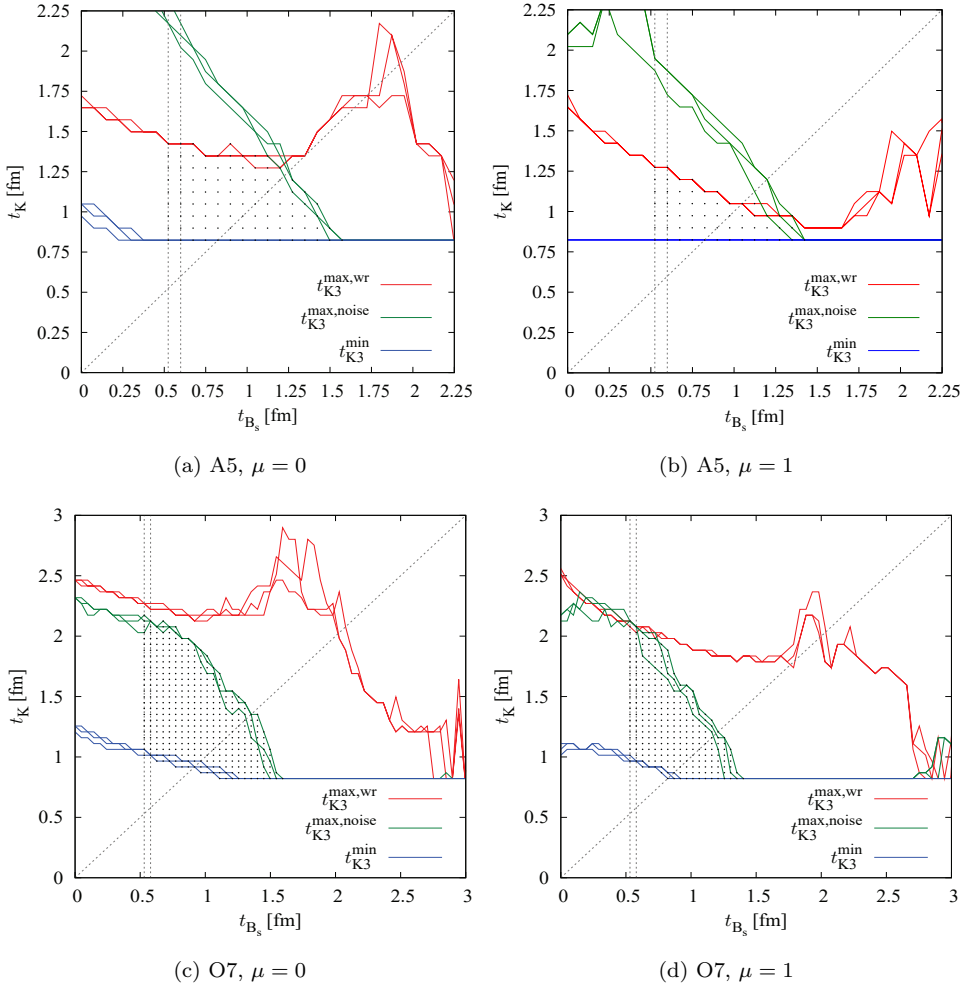 2.25
2
1.75
1.5
1.25
1
0.75
0.5
0.25
0
t_K [fm]
t_K3^max,wr
t_K3^max,noise
t_K3^min
0 0.25 0.5 0.75 1 1.25 1.5 1.75 2 2.25
t_B_s [fm]
(a) A5, μ = 0
2.25
2
1.75
1.5
1.25
1
0.75
0.5
0.25
0
t_K [fm]
t_K3^max,wr
t_K3^max,noise
t_K3^min
0 0.25 0.5 0.75 1 1.25 1.5 1.75 2 2.25
t_B_s [fm]
(b) A5, μ = 1
3
2.5
2
1.5
1
0.5
0
t_K [fm]
t_K3^max,wr
t_K3^max,noise
t_K3^min
0 0.5 1 1.5 2 2.5 3
t_B_s [fm]
(c) O7, μ = 0
3
2.5
2
1.5
1
0.5
0
t_K [fm]
t_K3^max,wr
t_K3^max,noise
t_K3^min
0 0.5 1 1.5 2 2.5 3
t_B_s [fm]
(d) O7, μ = 1